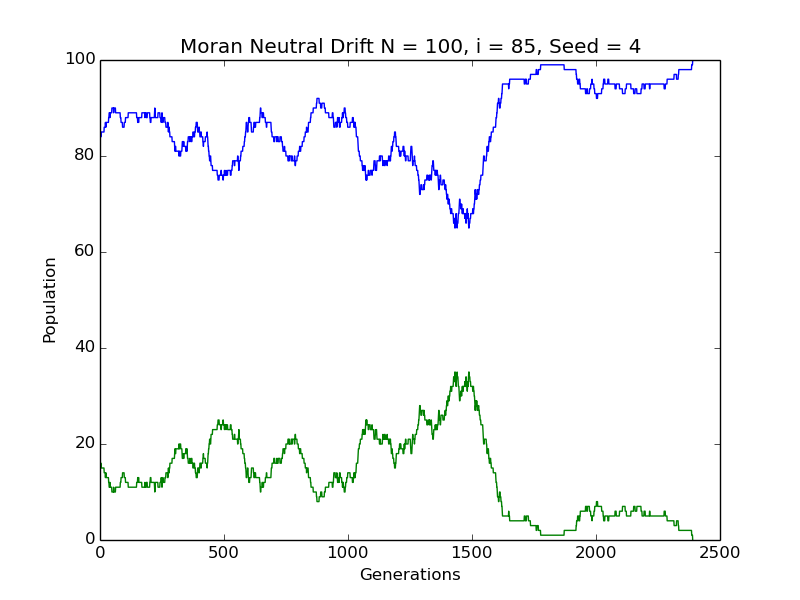 Moran Neutral Drift N = 100, i = 85, Seed = 4
100
80
60
40
20
0
Population
0 500 1000 1500 2000 2500
Generations